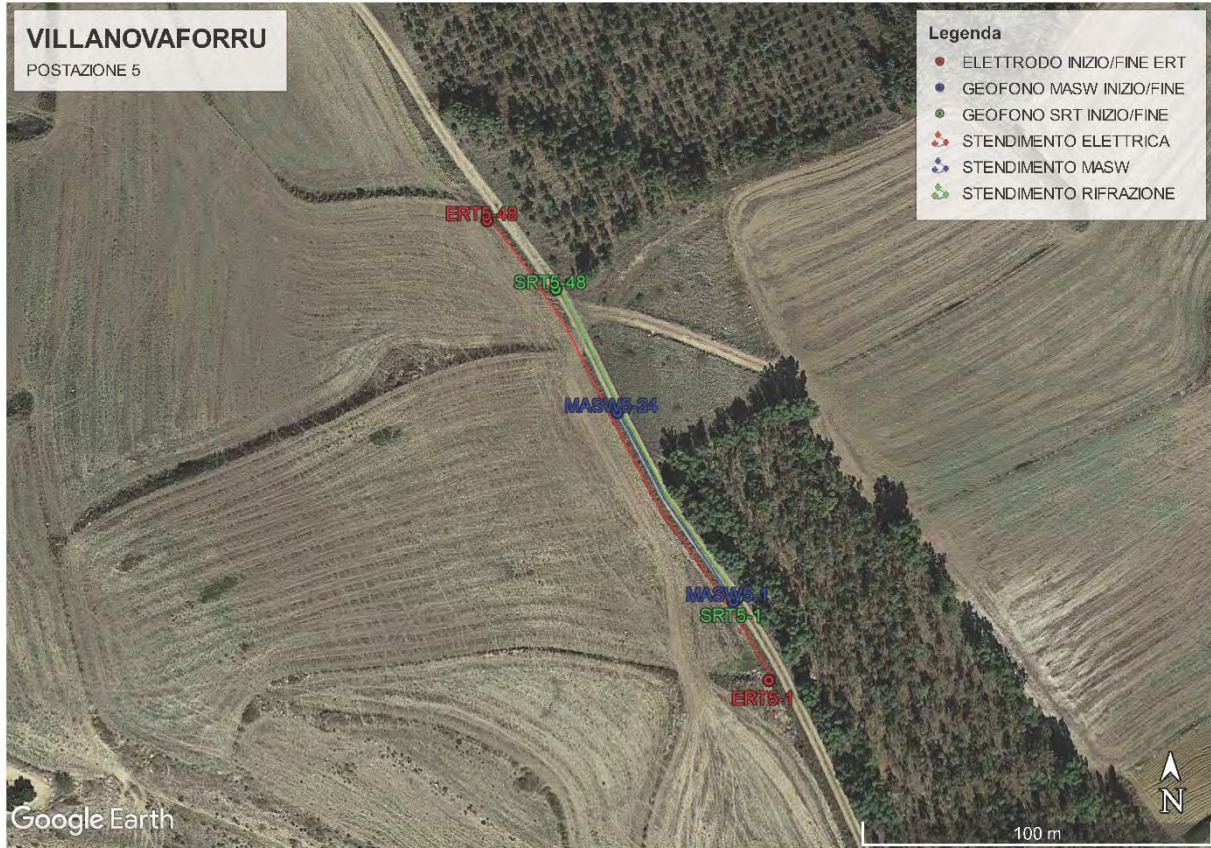 VILLANOVAFORRU
POSTAZIONE 5
Legenda
ELETTRODO INIZIO/FINE ERT
GEOFONO MASW INIZIO/FINE
GEOFONO SRT INIZIO/FINE
STENDIMENTO ELETTRICA
STENDIMENTO MASW
STENDIMENTO RIFRAZIONE
ERT5-48
SRT5-48
MASW5-24
MASW5-1
SRT5-1
ERT5-1
Google Earth
N
100 m